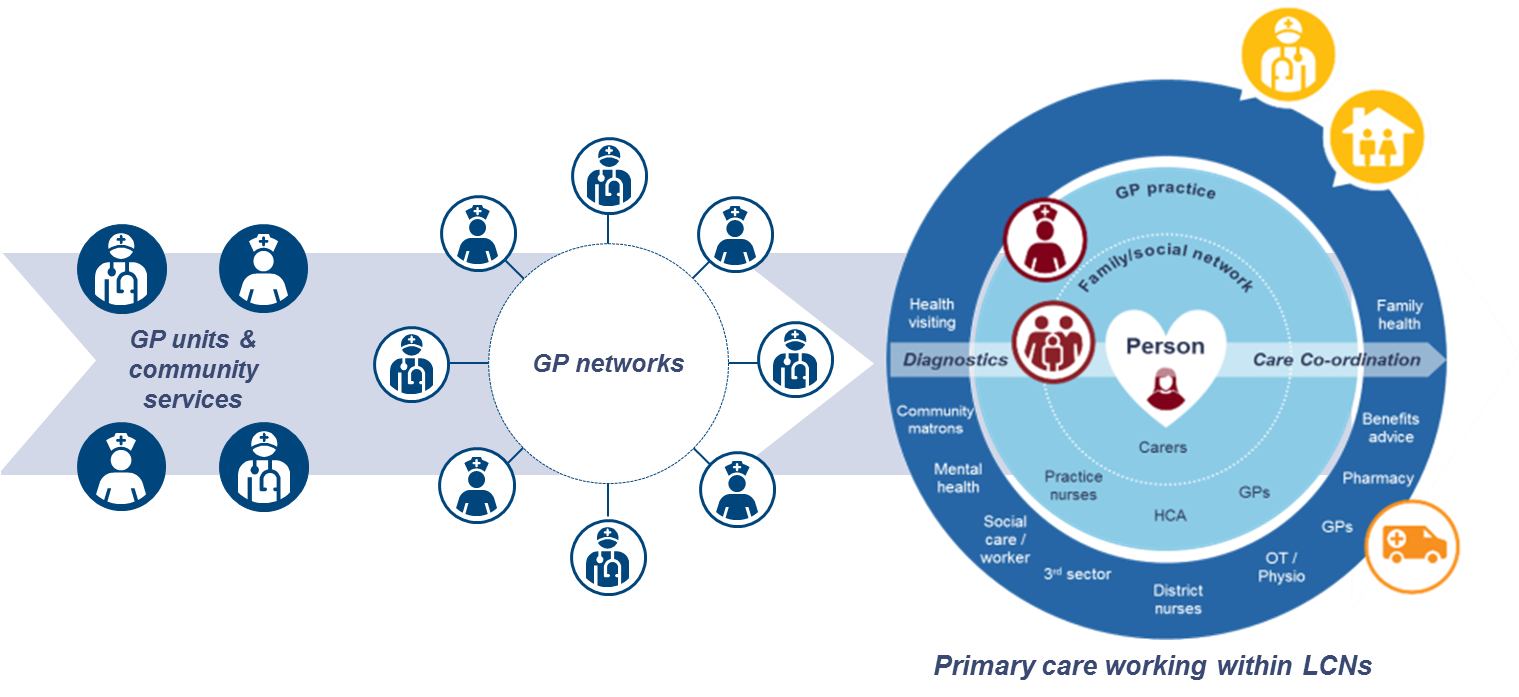 GP units &
community
services
GP networks
GP practice
Family/social network
Person
Diagnostics
Care Co-ordination
Carers
Practice
nurses
HCA
GPs
Health
visiting
Community
matrons
Mental
health
Social
care /
worker
3rd sector
District
nurses
OT /
Physio
GPs
Pharmacy
Benefits
advice
Family
health
Primary care working within LCNs